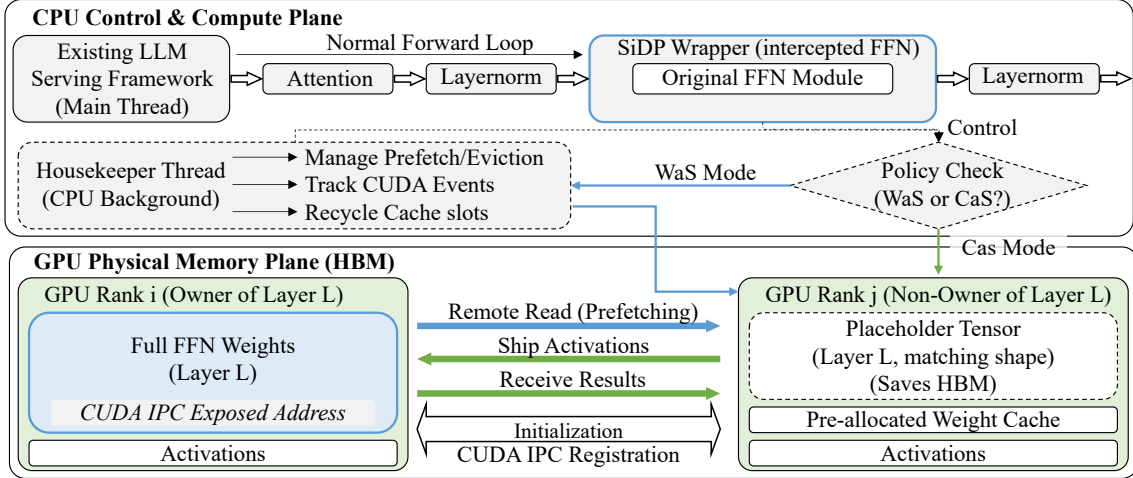 CPU Control & Compute Plane
Existing LLM
Serving Framework
(Main Thread)
Normal Forward Loop
Attention
Layernorm
SiDP Wrapper (intercepted FFN)
Original FFN Module
Layernorm
Control
Housekeeper Thread
(CPU Background)
Manage Prefetch/Eviction
Track CUDA Events
Recycle Cache slots
WaS Mode
Policy Check
(WaS or CaS?)
Cas Mode
GPU Physical Memory Plane (HBM)
GPU Rank i (Owner of Layer L)
Full FFN Weights
(Layer L)
CUDA IPC Exposed Address
Activations
Remote Read (Prefetching)
Ship Activations
Receive Results
Initialization
CUDA IPC Registration
GPU Rank j (Non-Owner of Layer L)
Placeholder Tensor
(Layer L, matching shape)
(Saves HBM)
Pre-allocated Weight Cache
Activations